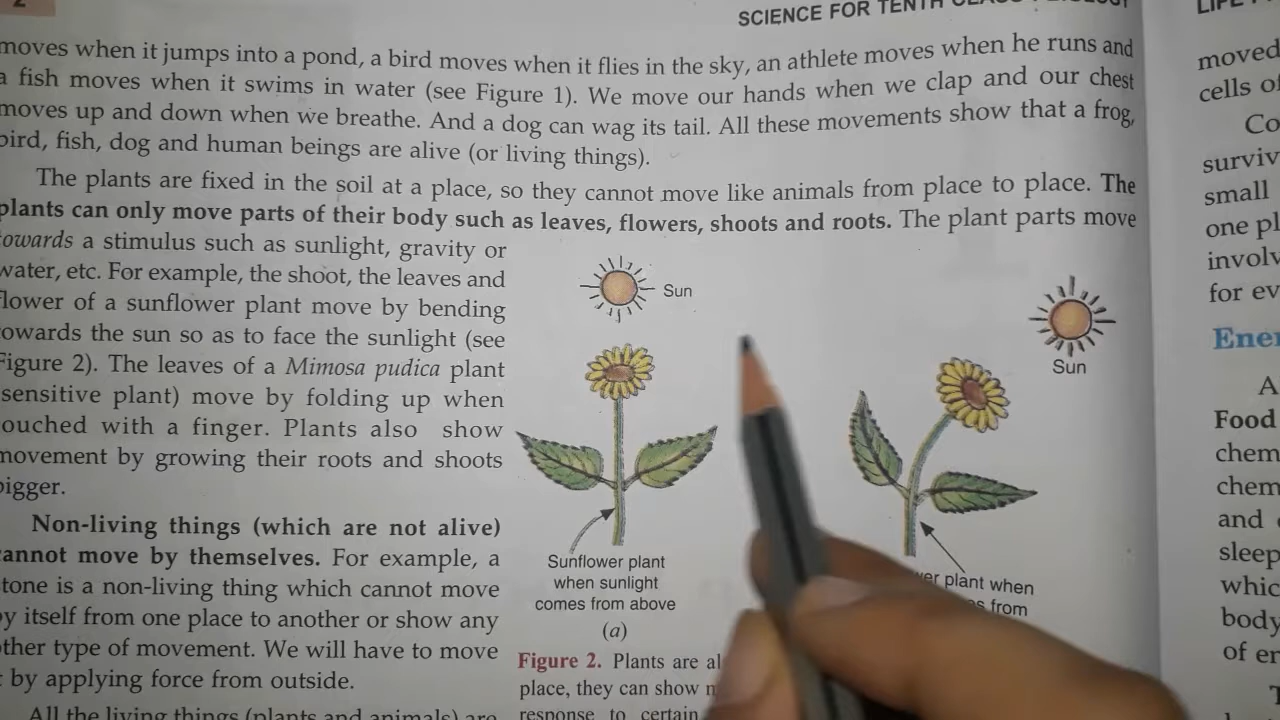 2
SCIENCE FOR TENTH
moves when it jumps into a pond, a bird moves when it flies in the sky, an athlete moves when he runs and
a fish moves when it swims in water (see Figure 1). We move our hands when we clap and our chest
moves up and down when we breathe. And a dog can wag its tail. All these movements show that a frog,
bird, fish, dog and human beings are alive (or living things).
The plants are fixed in the soil at a place, so they cannot move like animals from place to place. The
plants can only move parts of their body such as leaves, flowers, shoots and roots. The plant parts move
towards a stimulus such as sunlight, gravity or
water, etc. For example, the shoot, the leaves and
flower of a sunflower plant move by bending
towards the sun so as to face the sunlight (see
Figure 2). The leaves of a Mimosa pudica plant
(sensitive plant) move by folding up when
touched with a finger. Plants also show
movement by growing their roots and shoots
bigger.
Non-living things (which are not alive)
cannot move by themselves. For example, a
stone is a non-living thing which cannot move
by itself from one place to another or show any
other type of movement. We will have to move
it by applying force from outside.
All the living things (plants and animals) are
Sun
Sunflower plant
when sunlight
comes from above
(a)
Sun
plant when
from
Figure 2. Plants are
place, they can show
response to certain
moved
cells
small
one
for
Food
and
sleep
body
of